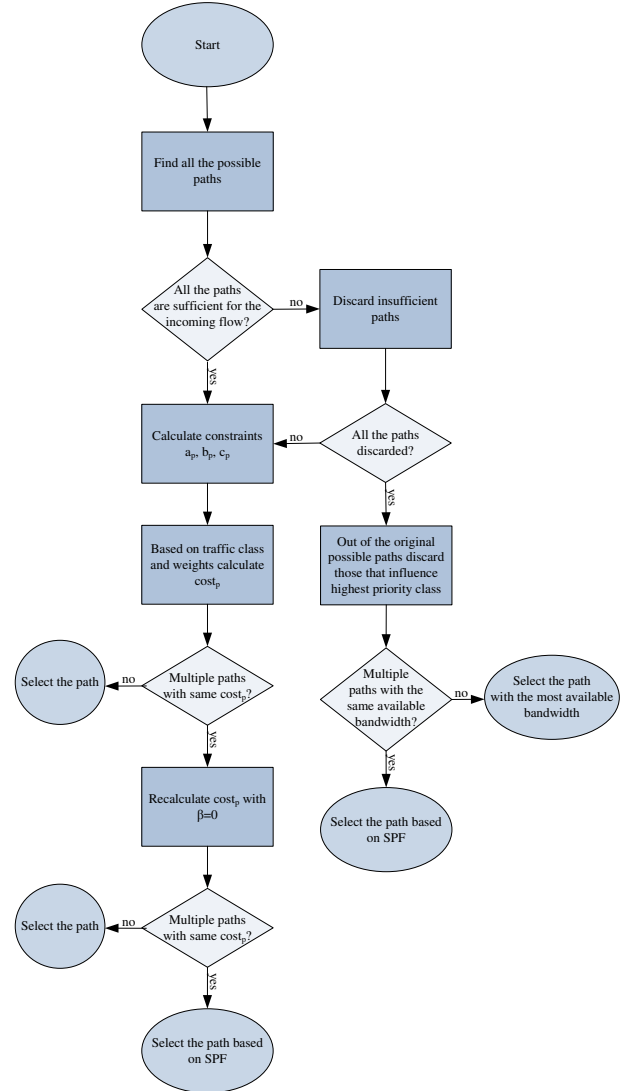 Start
Find all the possible
paths
All the paths
are sufficient for the
incoming flow?
no
Discard insufficient
paths
yes
Calculate constraints
aₚ, bₚ, cₚ
no
All the paths
discarded?
yes
Based on traffic class
and weights calculate
costₚ
Out of the original
possible paths discard
those that influence
highest priority class
Select the path
no
Multiple paths
with same costₚ?
Multiple
paths with the
same available
bandwidth?
no
Select the path
with the most available
bandwidth
yes
yes
Recalculate costₚ with
β=0
Select the path based
on SPF
Select the path
no
Multiple paths
with same costₚ?
yes
Select the path based
on SPF